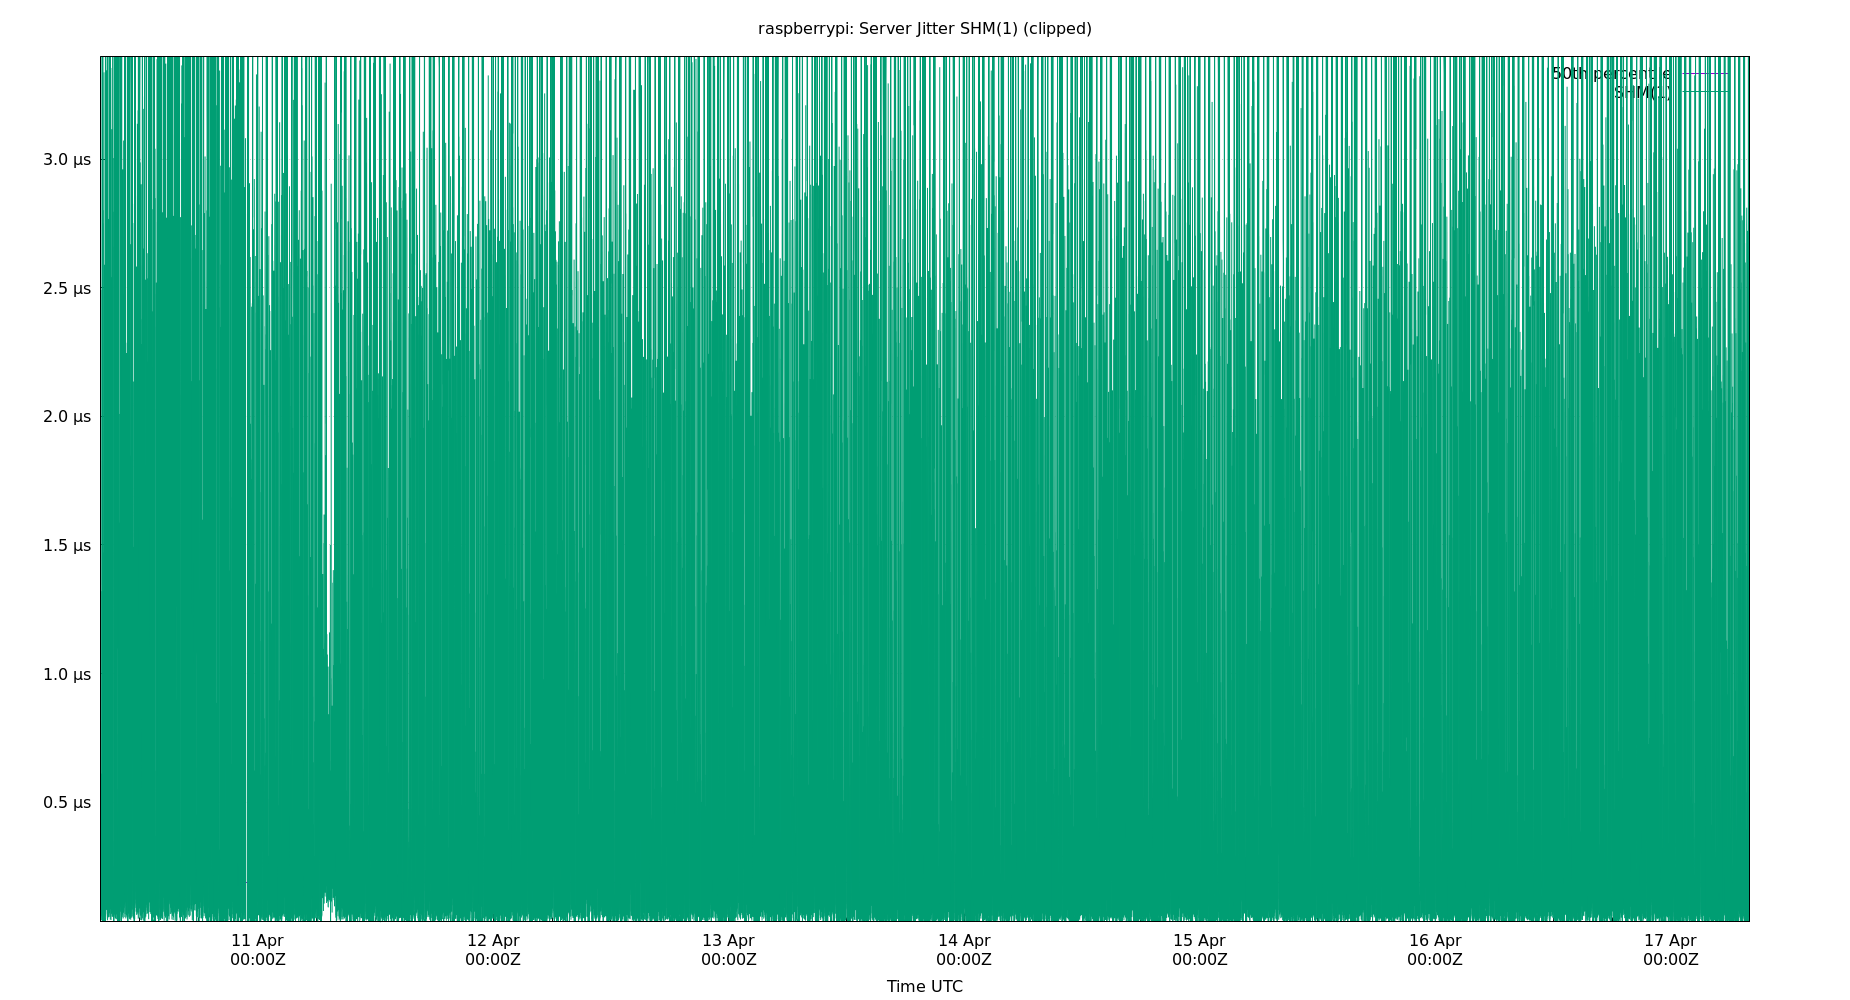 raspberrypi: Server Jitter SHM(1) (clipped)
50th percentile
SHM(1)
3.0 µs
2.5 µs
2.0 µs
1.5 µs
1.0 µs
0.5 µs
11 Apr 12 Apr 13 Apr 14 Apr 15 Apr 16 Apr 17 Apr
00:00Z 00:00Z 00:00Z 00:00Z 00:00Z 00:00Z 00:00Z
Time UTC